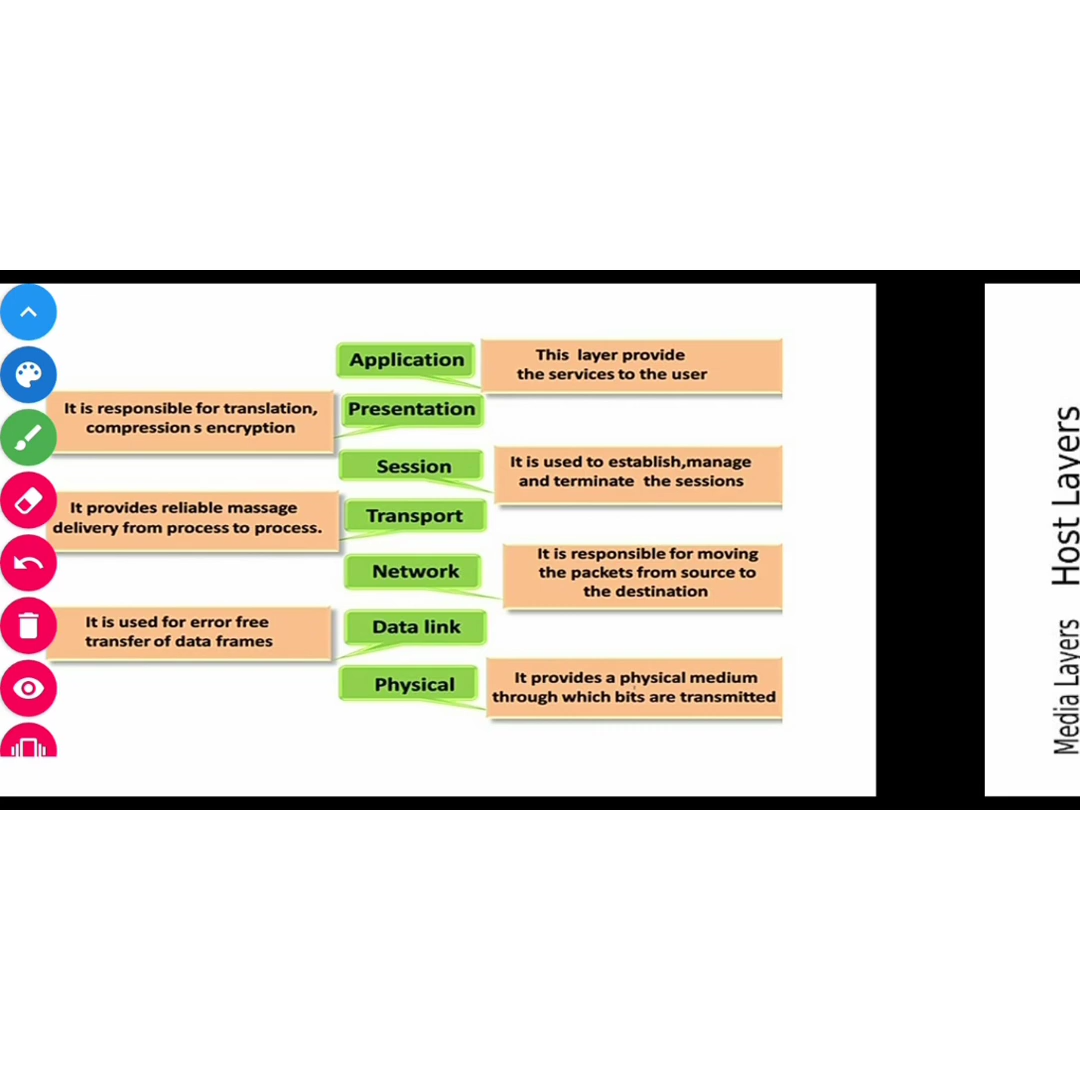 Application
This layer provide
the services to the user
Presentation
It is responsible for translation,
compression s encryption
Session
It is used to establish,manage
and terminate the sessions
Transport
It provides reliable massage
delivery from process to process.
Network
It is responsible for moving
the packets from source to
the destination
Data link
It is used for error free
transfer of data frames
Physical
It provides a physical medium
through which bits are transmitted
Host Layers
Media Layers